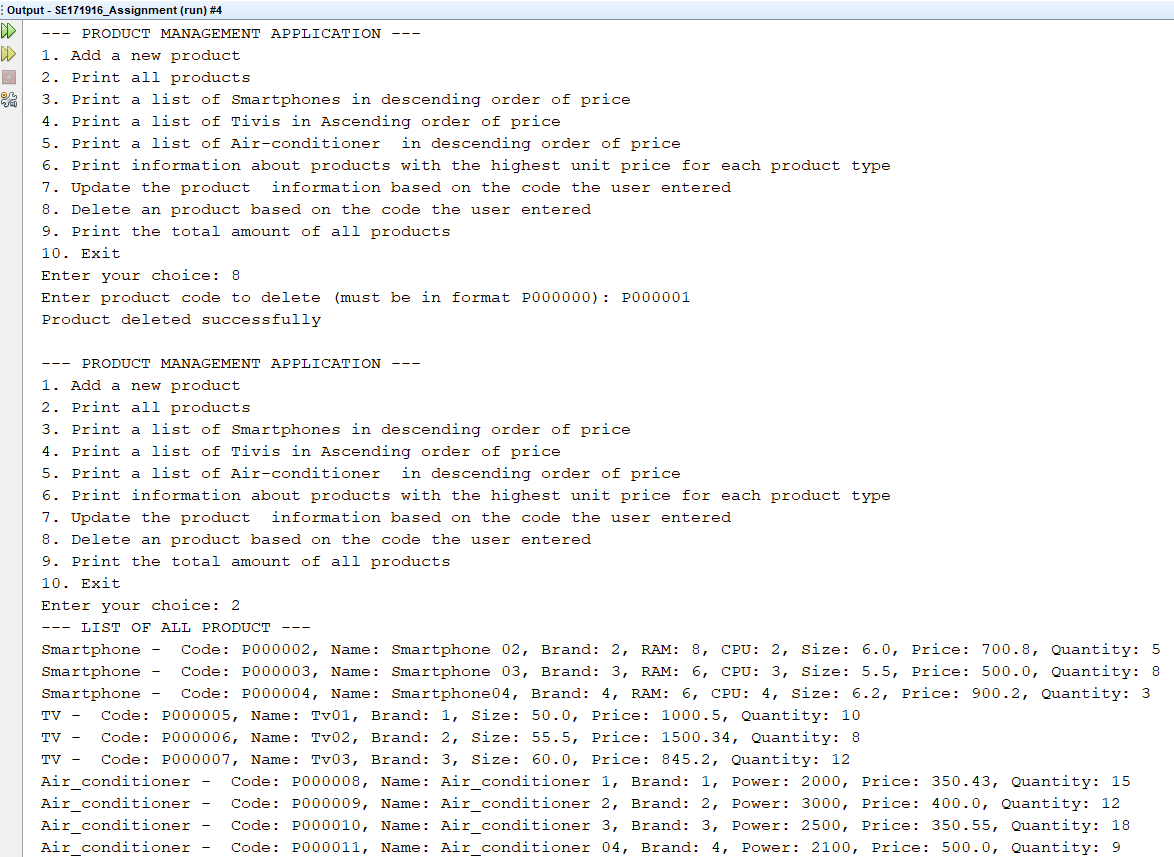 Output - SE171916_Assignment (run) #4
--- PRODUCT MANAGEMENT APPLICATION ---
1. Add a new product
2. Print all products
3. Print a list of Smartphones in descending order of price
4. Print a list of Tivis in Ascending order of price
5. Print a list of Air-conditioner  in descending order of price
6. Print information about products with the highest unit price for each product type
7. Update the product  information based on the code the user entered
8. Delete an product based on the code the user entered
9. Print the total amount of all products
10. Exit
Enter your choice: 8
Enter product code to delete (must be in format P000000): P000001
Product deleted successfully
--- PRODUCT MANAGEMENT APPLICATION ---
1. Add a new product
2. Print all products
3. Print a list of Smartphones in descending order of price
4. Print a list of Tivis in Ascending order of price
5. Print a list of Air-conditioner  in descending order of price
6. Print information about products with the highest unit price for each product type
7. Update the product  information based on the code the user entered
8. Delete an product based on the code the user entered
9. Print the total amount of all products
10. Exit
Enter your choice: 2
--- LIST OF ALL PRODUCT ---
Smartphone -  Code: P000002, Name: Smartphone 02, Brand: 2, RAM: 8, CPU: 2, Size: 6.0, Price: 700.8, Quantity: 5
Smartphone -  Code: P000003, Name: Smartphone 03, Brand: 3, RAM: 6, CPU: 3, Size: 5.5, Price: 500.0, Quantity: 8
Smartphone -  Code: P000004, Name: Smartphone04, Brand: 4, RAM: 6, CPU: 4, Size: 6.2, Price: 900.2, Quantity: 3
TV -  Code: P000005, Name: Tv01, Brand: 1, Size: 50.0, Price: 1000.5, Quantity: 10
TV -  Code: P000006, Name: Tv02, Brand: 2, Size: 55.5, Price: 1500.34, Quantity: 8
TV -  Code: P000007, Name: Tv03, Brand: 3, Size: 60.0, Price: 845.2, Quantity: 12
Air_conditioner -  Code: P000008, Name: Air_conditioner 1, Brand: 1, Power: 2000, Price: 350.43, Quantity: 15
Air_conditioner -  Code: P000009, Name: Air_conditioner 2, Brand: 2, Power: 3000, Price: 400.0, Quantity: 12
Air_conditioner -  Code: P000010, Name: Air_conditioner 3, Brand: 3, Power: 2500, Price: 350.55, Quantity: 18
Air_conditioner -  Code: P000011, Name: Air_conditioner 04, Brand: 4, Power: 2100, Price: 500.0, Quantity: 9